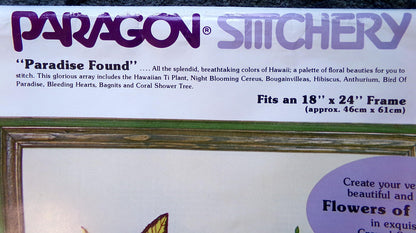 PARAGON® STITCHERY
"Paradise Found" .... All the splendid, breathtaking colors of Hawaii; a palette of floral beauties for you to
stitch. This glorious array includes the Hawaiian Ti Plant, Night Blooming Cereus, Bougainvilleas, Hibiscus, Anthurium, Bird Of
Paradise, Bleeding Hearts, Bagnits and Coral Shower Tree.
Fits an 18" x 24" Frame
(approx. 46cm x 61cm)
Create your ve
beautiful and
Flowers of
in exquis